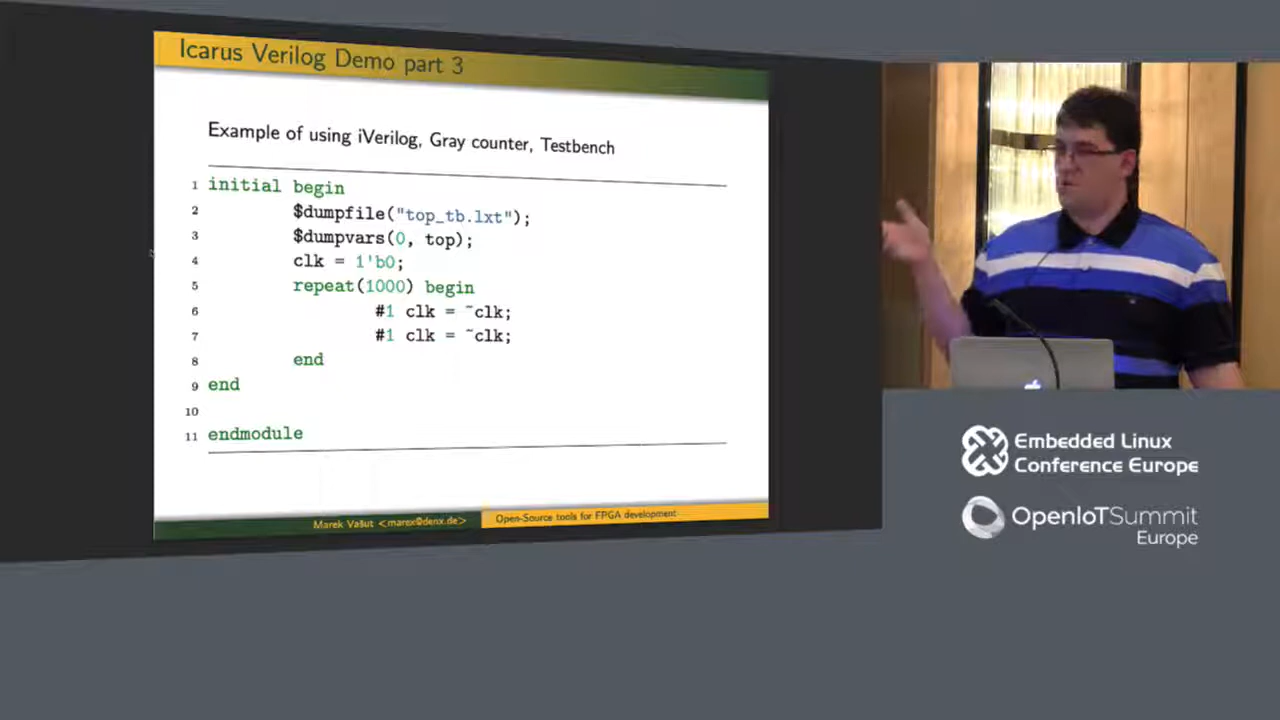 Icarus Verilog Demo part 3
Example of using iVerilog, Gray counter, Testbench
1 initial begin
2 $dumpfile("top_tb.lxt");
3 $dumpvars(0, top);
4 clk = 1'b0;
5 repeat(1000) begin
6 #1 clk = ~clk;
7 #1 clk = ~clk;
8 end
9 end
10
11 endmodule
Marek Vašut <marex@denx.de>
Open-Source tools for FPGA development
Embedded Linux
Conference Europe
OpenIoTSummit
Europe